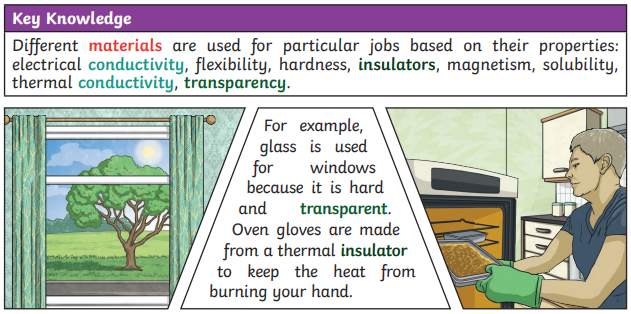 Key Knowledge
Different materials are used for particular jobs based on their properties:
electrical conductivity, flexibility, hardness, insulators, magnetism, solubility,
thermal conductivity, transparency.
For example,
glass is used
for windows
because it is hard
and transparent.
Oven gloves are made
from a thermal insulator
to keep the heat from
burning your hand.